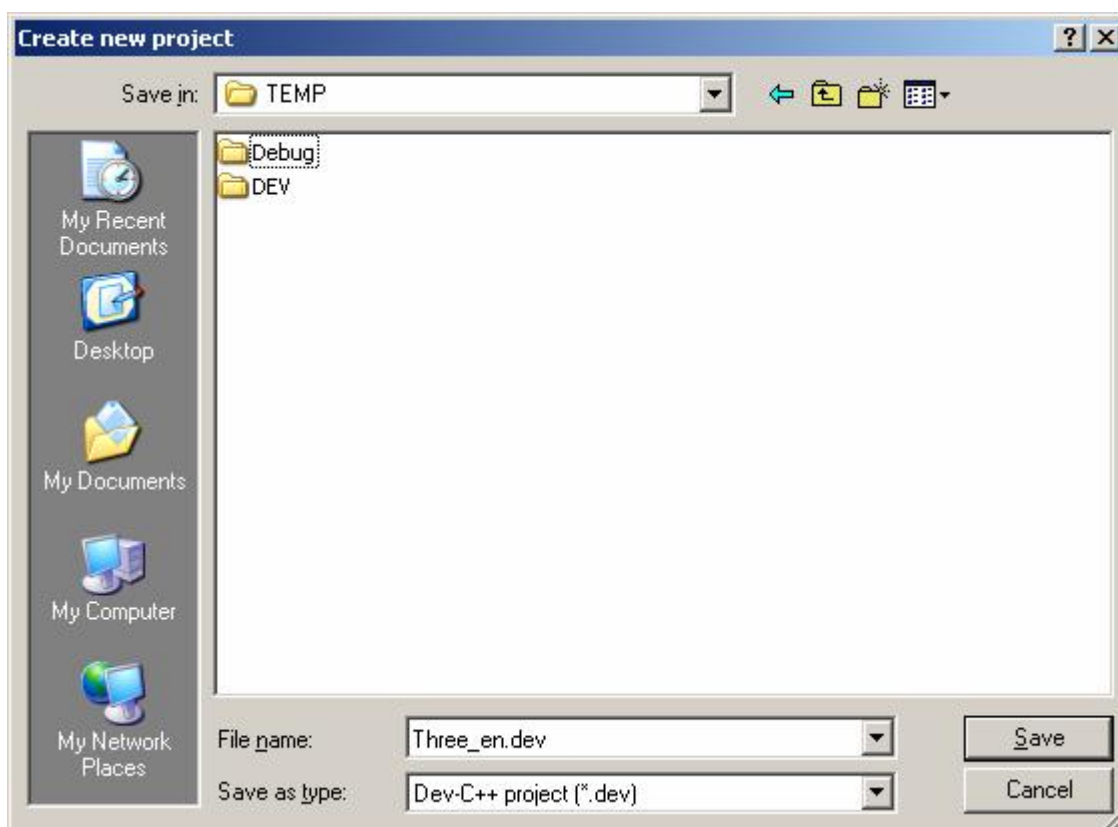 Create new project
Save in:
TEMP
Debug
DEV
My Recent
Documents
Desktop
My Documents
My Computer
My Network
Places
File name:
Three_en.dev
Save
Save as type:
Dev-C++ project (*.dev)
Cancel